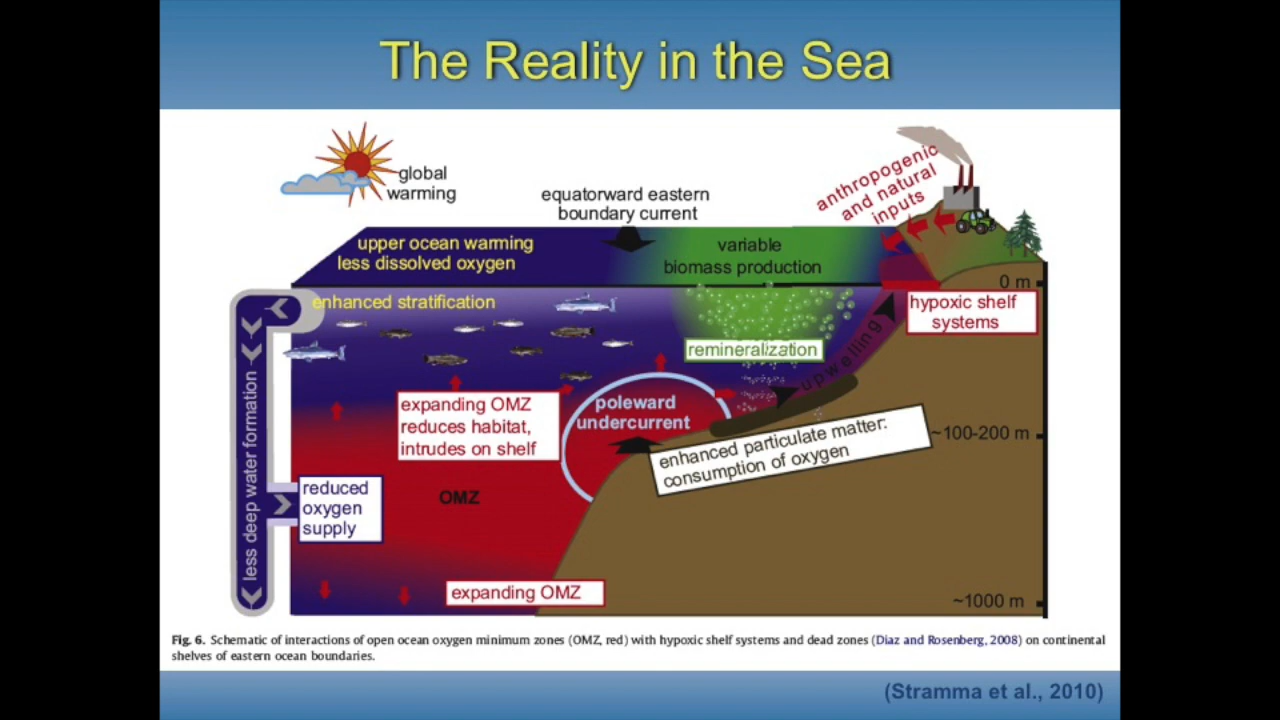 The Reality in the Sea
global
warming
equatorward eastern
boundary current
anthropogenic
and natural
inputs
upper ocean warming
less dissolved oxygen
variable
biomass production
0 m
enhanced stratification
hypoxic shelf
systems
remineralization
upwelling
expanding OMZ
reduces habitat,
intrudes on shelf
poleward
undercurrent
enhanced particulate matter:
consumption of oxygen
~100-200 m
less deep water formation
reduced
oxygen
supply
OMZ
expanding OMZ
~1000 m
Fig. 6. Schematic of interactions of open ocean oxygen minimum zones (OMZ, red) with hypoxic shelf systems and dead zones (Diaz and Rosenberg, 2008) on continental
shelves of eastern ocean boundaries.
(Stramma et al., 2010)